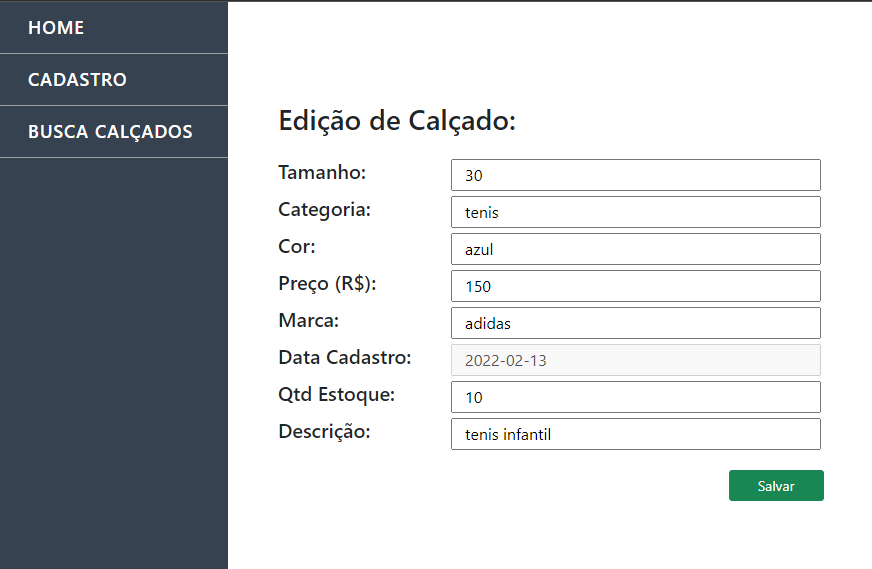 HOME
CADASTRO
BUSCA CALÇADOS
Edição de Calçado:
Tamanho: 30
Categoria: tenis
Cor: azul
Preço (R$): 150
Marca: adidas
Data Cadastro: 2022-02-13
Qtd Estoque: 10
Descrição: tenis infantil
Salvar